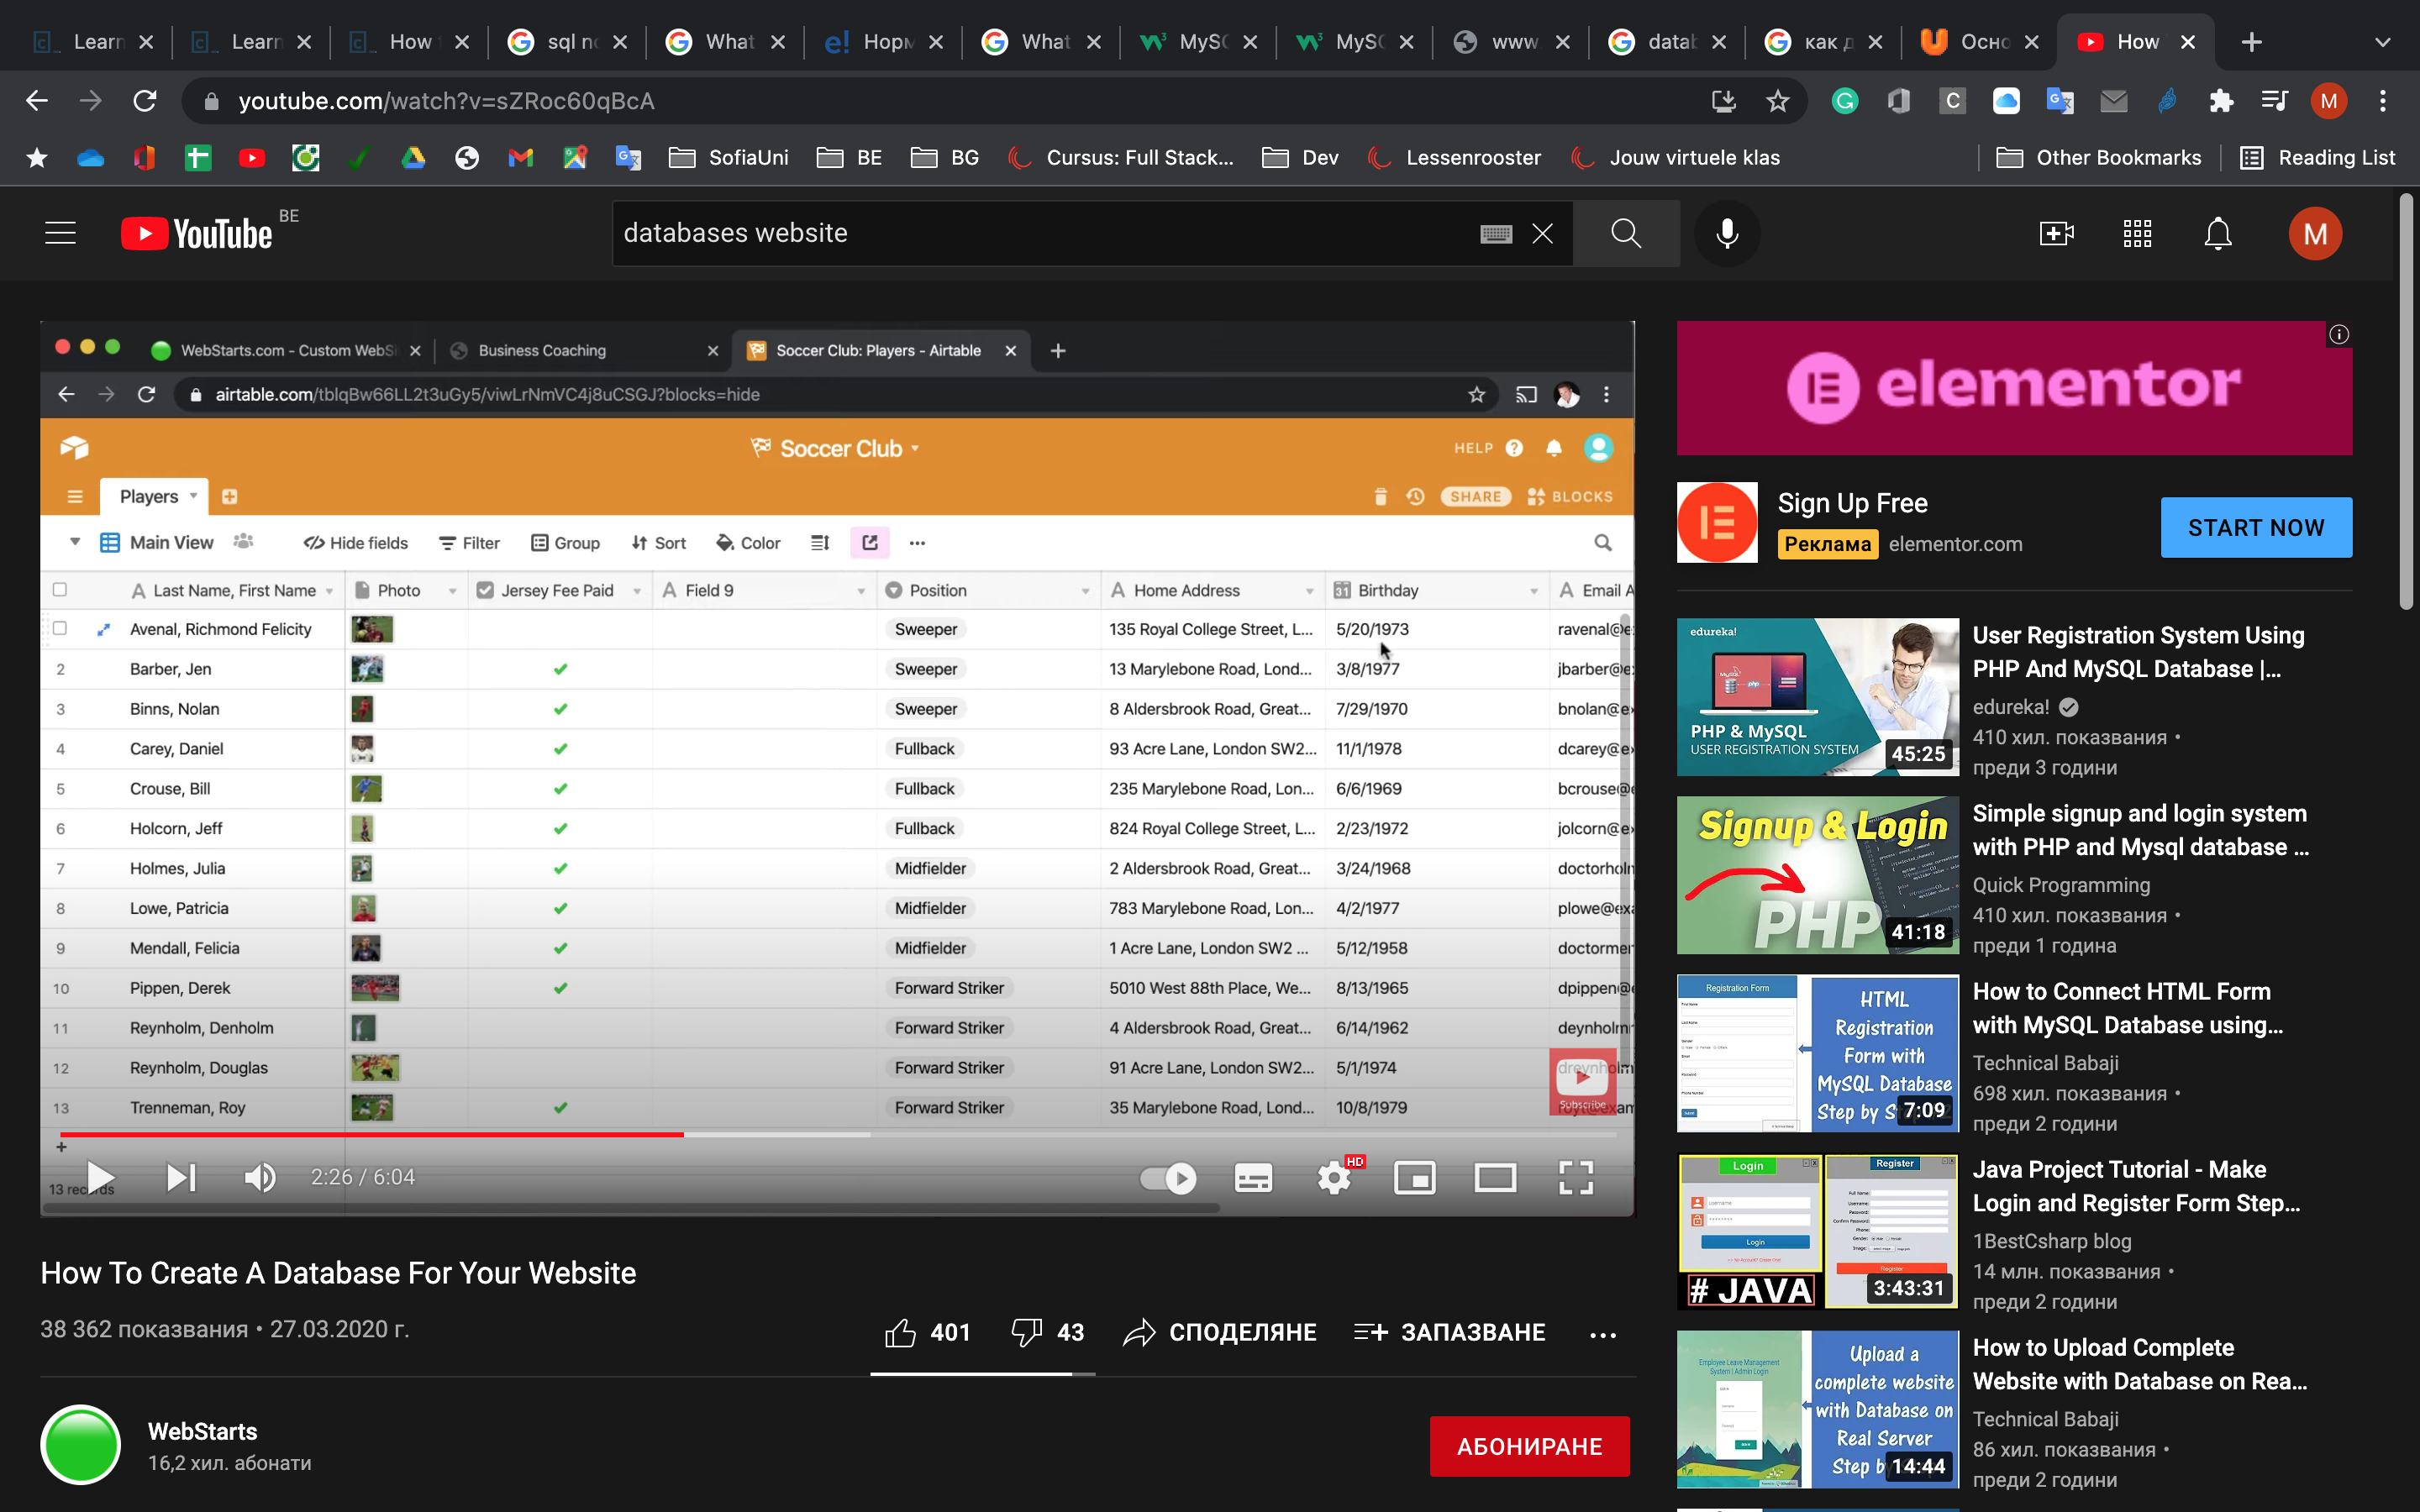 Learn
Learn
How
sql no
What
Норм
What
MySC
MySC
www
datab
как д
Осно
How
youtube.com/watch?v=sZRoc60qBcA
SofiaUni
BE
BG
Cursus: Full Stack...
Dev
Lessenrooster
Jouw virtuele klas
Other Bookmarks
Reading List
YouTube BE
databases website
M
WebStarts.com - Custom WebSi
Business Coaching
Soccer Club: Players - Airtable
airtable.com/tblqBw66LL2t3uGy5/viwLrNmVC4j8uCSGJ?blocks=hide
Soccer Club
HELP
Players
SHARE
BLOCKS
Main View
Hide fields
Filter
Group
Sort
Color
Last Name, First Name Photo Jersey Fee Paid Field 9 Position Home Address Birthday Email A
Avenal, Richmond Felicity Sweeper 135 Royal College Street, L... 5/20/1973 ravenal@e
2 Barber, Jen Sweeper 13 Marylebone Road, Lond... 3/8/1977 jbarber@e
3 Binns, Nolan Sweeper 8 Aldersbrook Road, Great... 7/29/1970 bnolan@ex
4 Carey, Daniel Fullback 93 Acre Lane, London SW2... 11/1/1978 dcarey@ex
5 Crouse, Bill Fullback 235 Marylebone Road, Lon... 6/6/1969 bcrouse@e
6 Holcorn, Jeff Fullback 824 Royal College Street, L... 2/23/1972 jolcorn@ex
7 Holmes, Julia Midfielder 2 Aldersbrook Road, Great... 3/24/1968 doctorholm
8 Lowe, Patricia Midfielder 783 Marylebone Road, Lon... 4/2/1977 plowe@exa
9 Mendall, Felicia Midfielder 1 Acre Lane, London SW2 ... 5/12/1958 doctormer
10 Pippen, Derek Forward Striker 5010 West 88th Place, We... 8/13/1965 dpippen@e
11 Reynholm, Denholm Forward Striker 4 Aldersbrook Road, Great... 6/14/1962 deynholm
12 Reynholm, Douglas Forward Striker 91 Acre Lane, London SW2... 5/1/1974 dreynholm
13 Trenneman, Roy Forward Striker 35 Marylebone Road, Lond... 10/8/1979
Subscribe
13 records
2:26 / 6:04
HD
How To Create A Database For Your Website
38 362 показвания • 27.03.2020 г.
401
43
СПОДЕЛЯНЕ
ЗАПАЗВАНЕ
WebStarts
16,2 хил. абонати
АБОНИРАНЕ
elementor
Sign Up Free
Реклама elementor.com
START NOW
edureka!
PHP & MySQL
USER REGISTRATION SYSTEM
45:25
User Registration System Using
PHP And MySQL Database |...
edureka!
410 хил. показвания •
преди 3 години
Signup & Login
PHP
41:18
Simple signup and login system
with PHP and Mysql database ...
Quick Programming
410 хил. показвания •
преди 1 година
Registration Form
HTML
Registration
Form with
MySQL Database
Step by S
7:09
How to Connect HTML Form
with MySQL Database using...
Technical Babaji
698 хил. показвания •
преди 2 години
Login
Register
Login
# JAVA
3:43:31
Java Project Tutorial - Make
Login and Register Form Step...
1BestCsharp blog
14 млн. показвания •
преди 2 години
Employee Leave Management
System | Admin Login
Upload a
complete website
with Database on
Real Server
Step b
14:44
How to Upload Complete
Website with Database on Rea...
Technical Babaji
86 хил. показвания •
преди 2 години